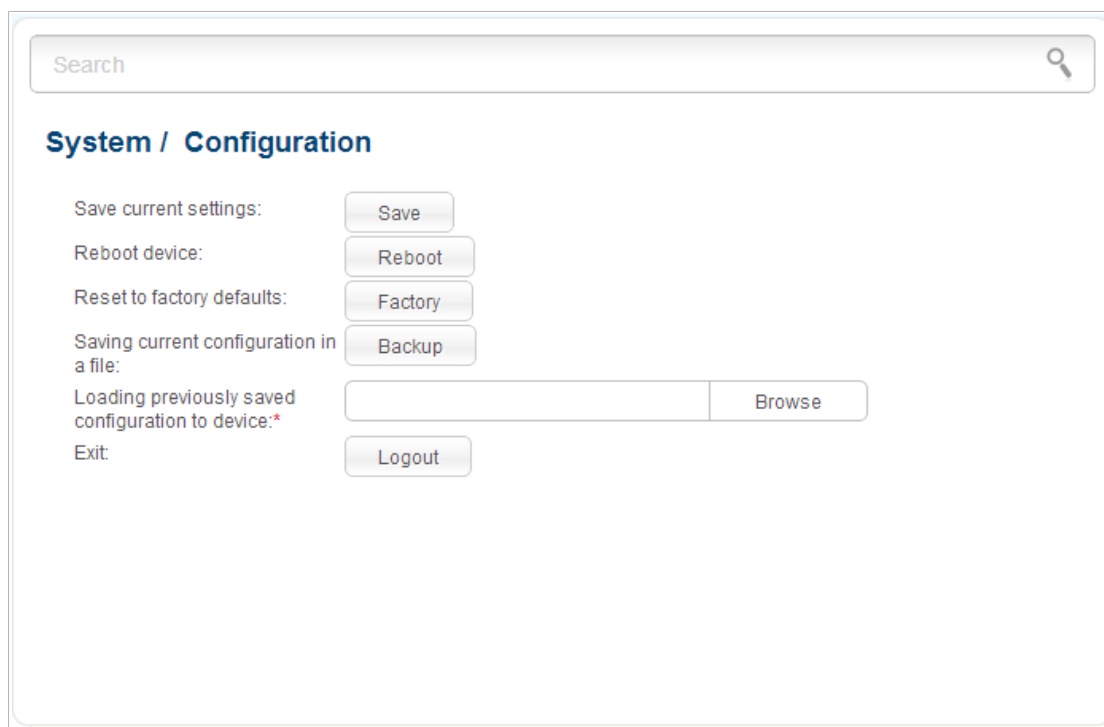 Search
System / Configuration
Save current settings:
Save
Reboot device:
Reboot
Reset to factory defaults:
Factory
Saving current configuration in
a file:
Backup
Loading previously saved
configuration to device:*
Browse
Exit:
Logout